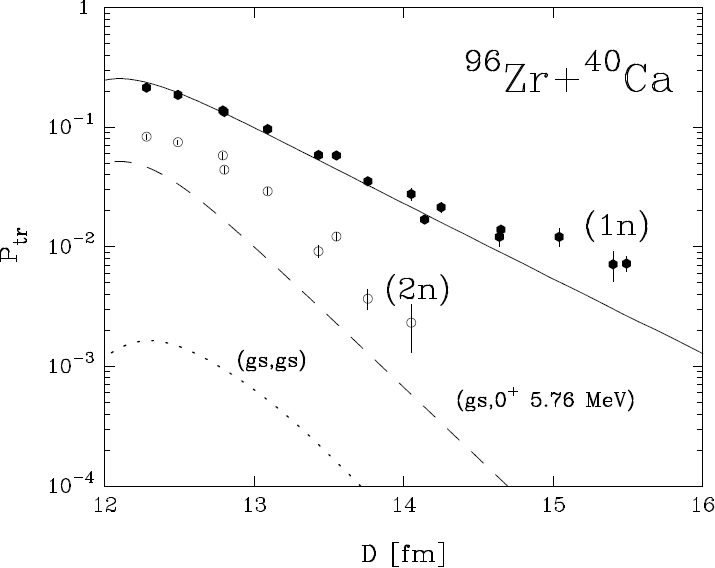 1
10⁻¹
10⁻²
10⁻³
10⁻⁴
P_tr
⁹⁶Zr+⁴⁰Ca
(1n)
(2n)
(gs,gs)
(gs,0⁺ 5.76 MeV)
12 13 14 15 16
D [fm]